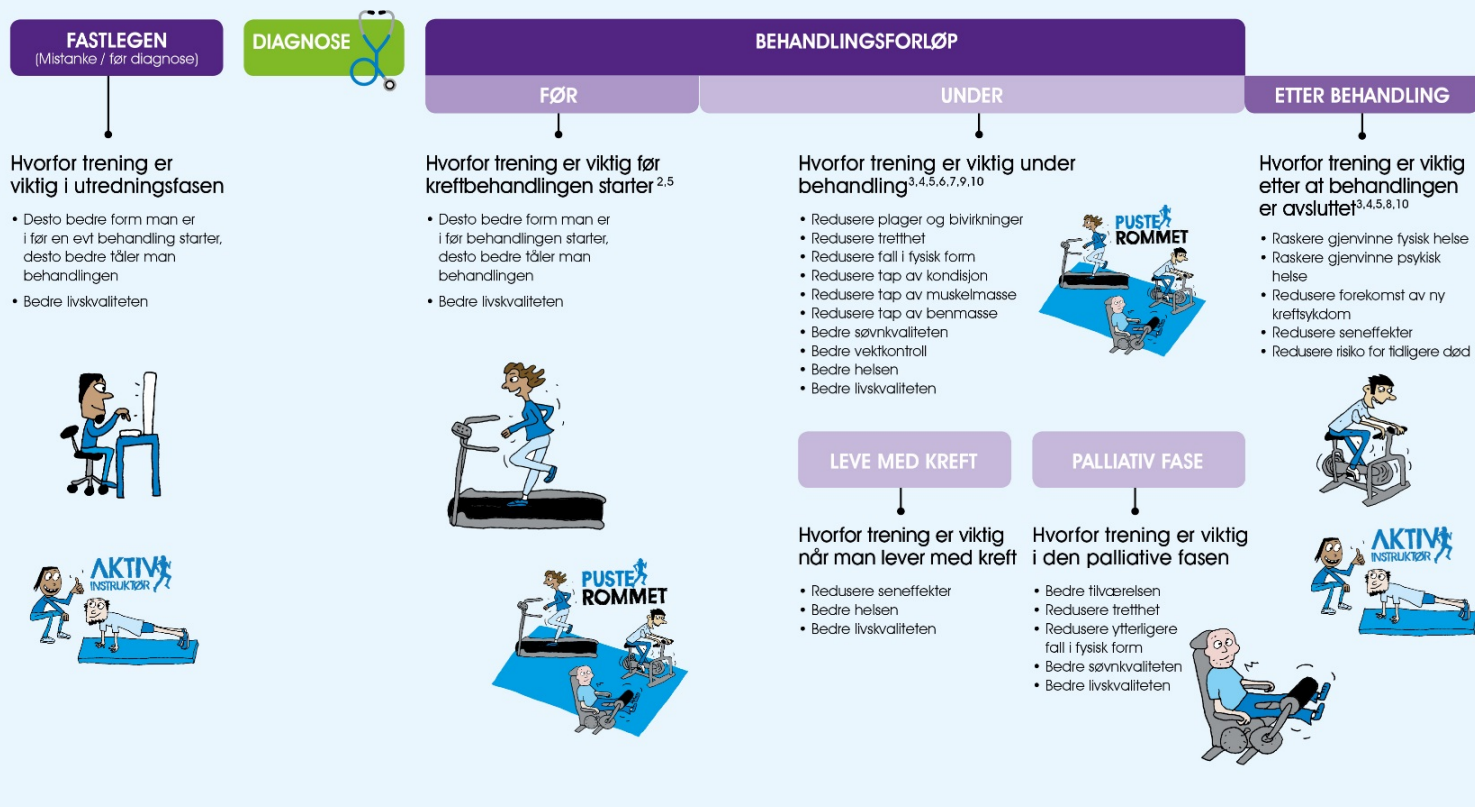 FASTLEGEN
(Mistanke / før diagnose)
Hvorfor trening er
viktig i utredningsfasen
• Desto bedre form man er
i før en evt behandling starter,
desto bedre tåler man
behandlingen
• Bedre livskvaliteten
AKTIV
INSTRUKTØR
DIAGNOSE
BEHANDLINGSFORLØP
FØR
Hvorfor trening er viktig før
kreftbehandlingen starter 2,5
• Desto bedre form man er
i før behandlingen starter,
desto bedre tåler man
behandlingen
• Bedre livskvaliteten
PUSTE
ROMMET
UNDER
Hvorfor trening er viktig under
behandling3,4,5,6,7,9,10
• Redusere plager og bivirkninger
• Redusere tretthet
• Redusere fall i fysisk form
• Redusere tap av kondisjon
• Redusere tap av muskelmasse
• Redusere tap av benmasse
• Bedre søvnkvaliteten
• Bedre vektkontroll
• Bedre helsen
• Bedre livskvaliteten
PUSTE
ROMMET
LEVE MED KREFT
Hvorfor trening er viktig
når man lever med kreft
• Redusere seneffekter
• Bedre helsen
• Bedre livskvaliteten
PALLIATIV FASE
Hvorfor trening er viktig
i den palliative fasen
• Bedre tilværelsen
• Redusere tretthet
• Redusere ytterligere
fall i fysisk form
• Bedre søvnkvaliteten
• Bedre livskvaliteten
ETTER BEHANDLING
Hvorfor trening er viktig
etter at behandlingen
er avsluttet3,4,5,8,10
• Raskere gjenvinne fysisk helse
• Raskere gjenvinne psykisk
helse
• Redusere forekomst av ny
kreftsykdom
• Redusere seneffekter
• Redusere risiko for tidligere død
AKTIV
INSTRUKTØR